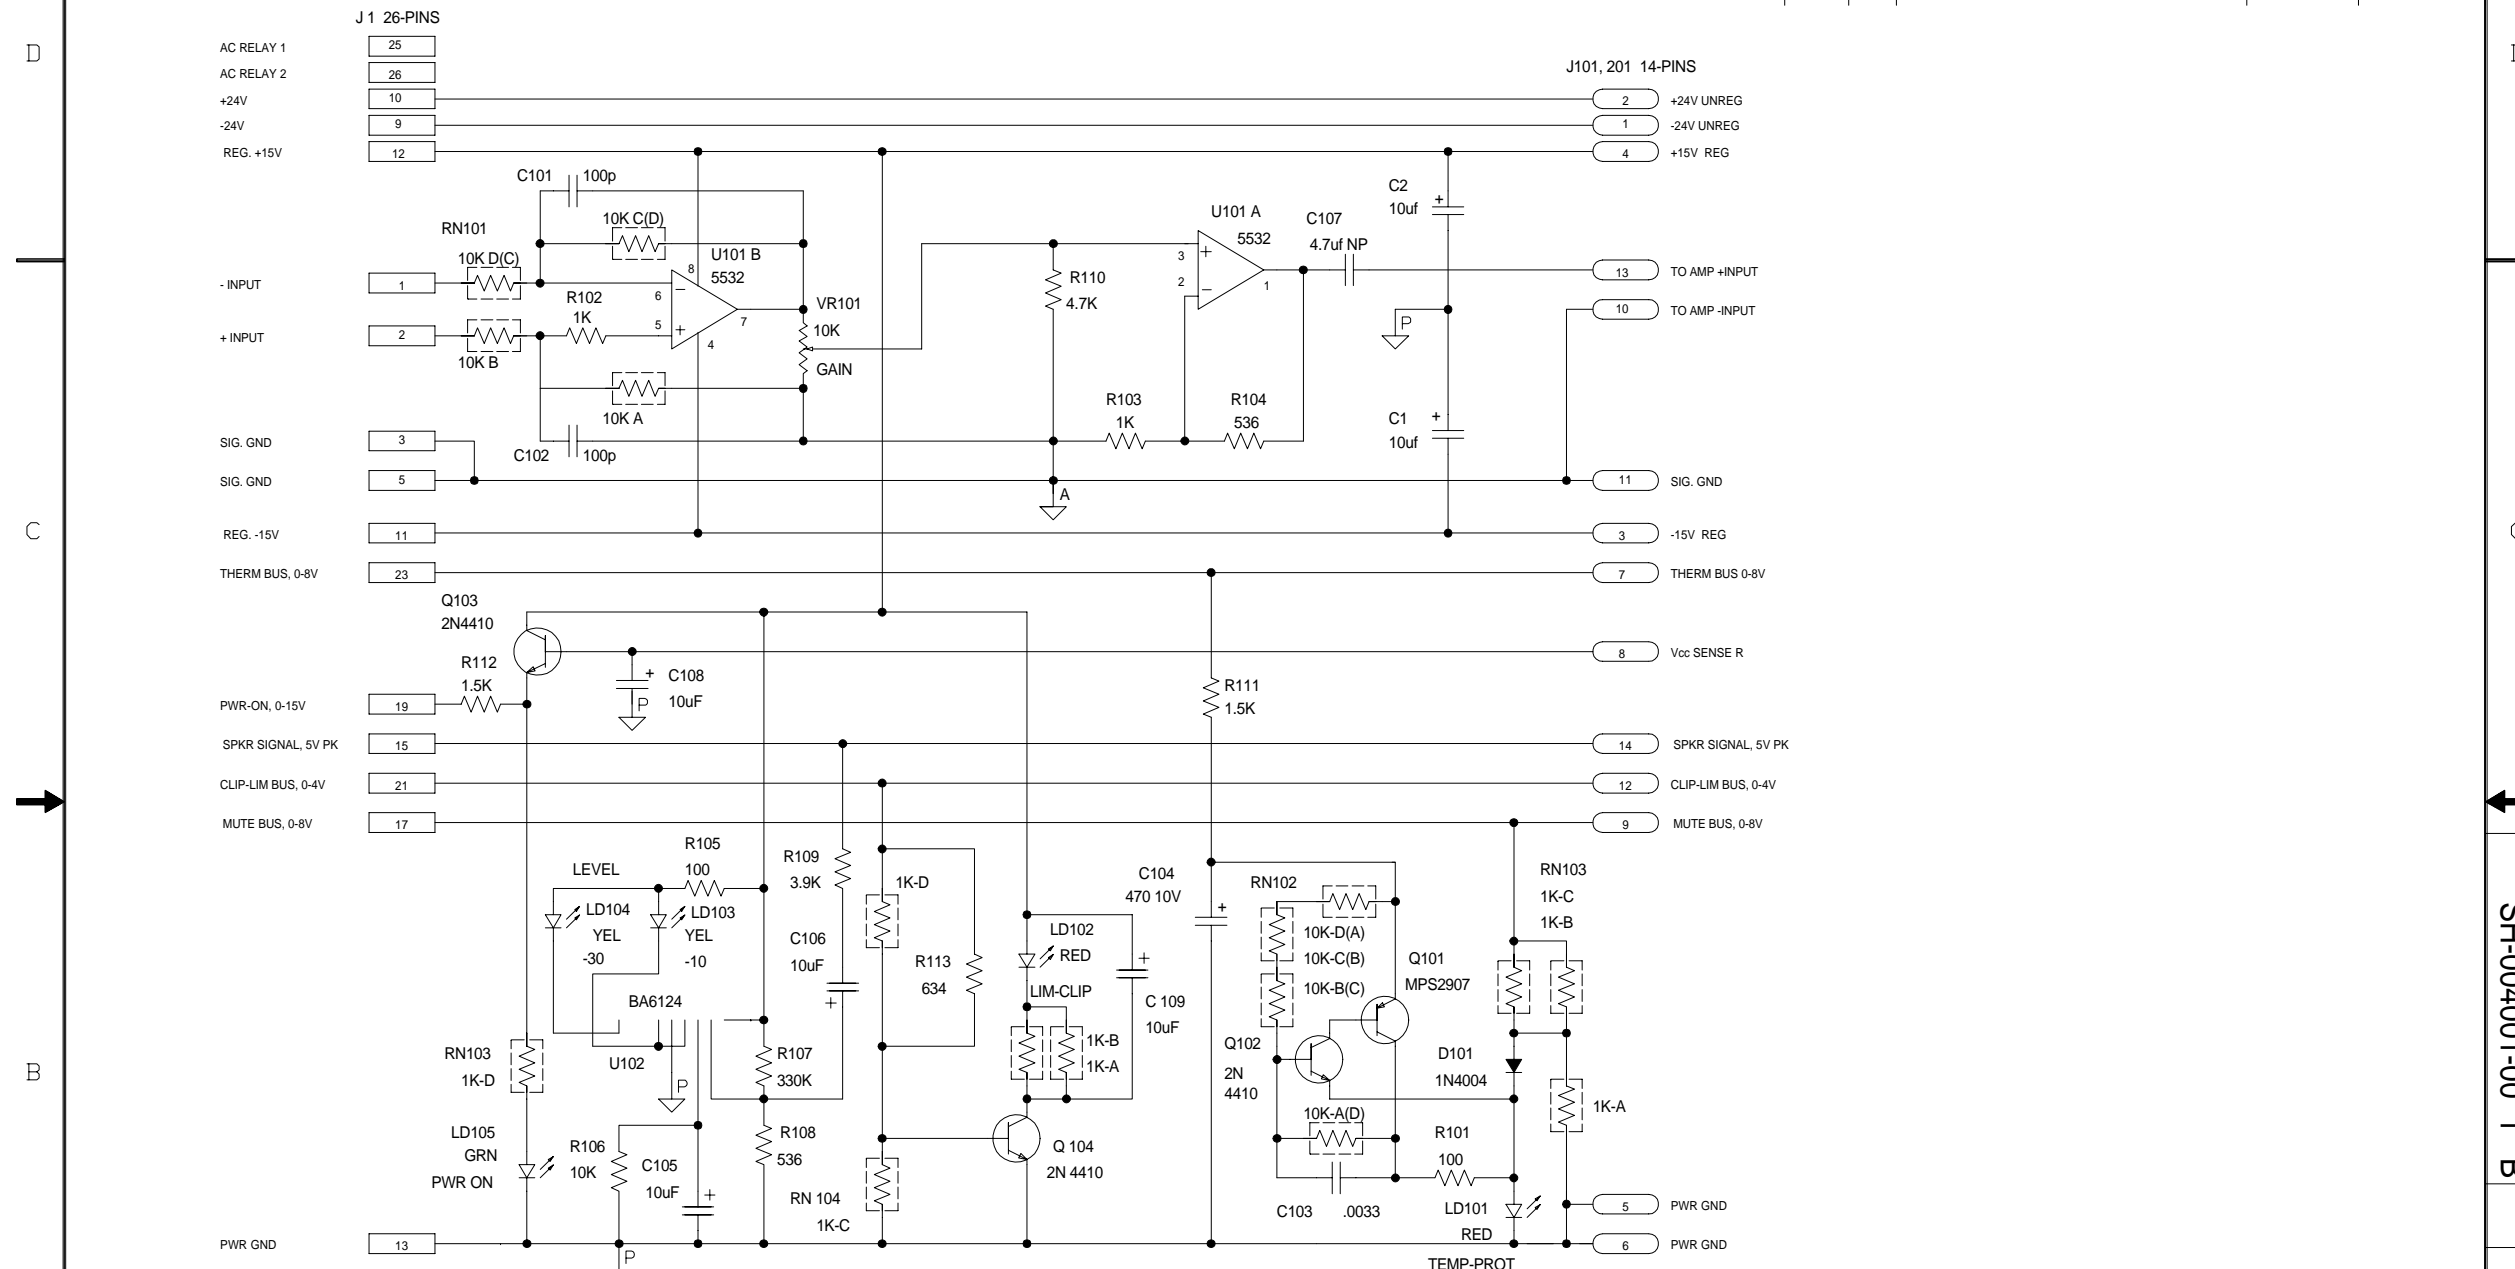 J 1 26-PINS
D
AC RELAY 1
25
AC RELAY 2
26
+24V
10
-24V
9
REG. +15V
12
J101, 201 14-PINS
2
+24V UNREG
1
-24V UNREG
4
+15V REG
C101
100p
10K C(D)
RN101
10K D(C)
U101 B
5532
8
- INPUT
1
6
−
R102
1K
5
+
7
4
+ INPUT
2
10K B
VR101
10K
GAIN
10K A
C102
100p
U101 A
5532
3
+
2
−
1
R110
4.7K
C107
4.7uf NP
C2
10uf
+
13
TO AMP +INPUT
10
TO AMP -INPUT
P
R103
1K
R104
536
C1
10uf
+
SIG. GND
3
SIG. GND
5
A
11
SIG. GND
C
REG. -15V
11
3
-15V REG
THERM BUS, 0-8V
23
7
THERM BUS 0-8V
Q103
2N4410
8
Vcc SENSE R
R112
1.5K
+
C108
10uF
P
R111
1.5K
PWR-ON, 0-15V
19
SPKR SIGNAL, 5V PK
15
14
SPKR SIGNAL, 5V PK
CLIP-LIM BUS, 0-4V
21
12
CLIP-LIM BUS, 0-4V
MUTE BUS, 0-8V
17
9
MUTE BUS, 0-8V
LEVEL
R105
100
LD104
YEL
-30
LD103
YEL
-10
BA6124
U102
P
R109
3.9K
C106
10uF
+
1K-D
R113
634
LD102
RED
LIM-CLIP
+
C 109
10uF
1K-B
1K-A
C104
470 10V
+
RN102
10K-D(A)
10K-C(B)
10K-B(C)
Q101
MPS2907
Q102
2N
4410
10K-A(D)
C103
.0033
RN103
1K-C
1K-B
D101
1N4004
1K-A
R101
100
LD101
RED
TEMP-PROT
B
RN103
1K-D
LD105
GRN
PWR ON
R106
10K
C105
10uF
+
R107
330K
R108
536
RN 104
1K-C
Q 104
2N 4410
5
PWR GND
PWR GND
13
P
6
PWR GND